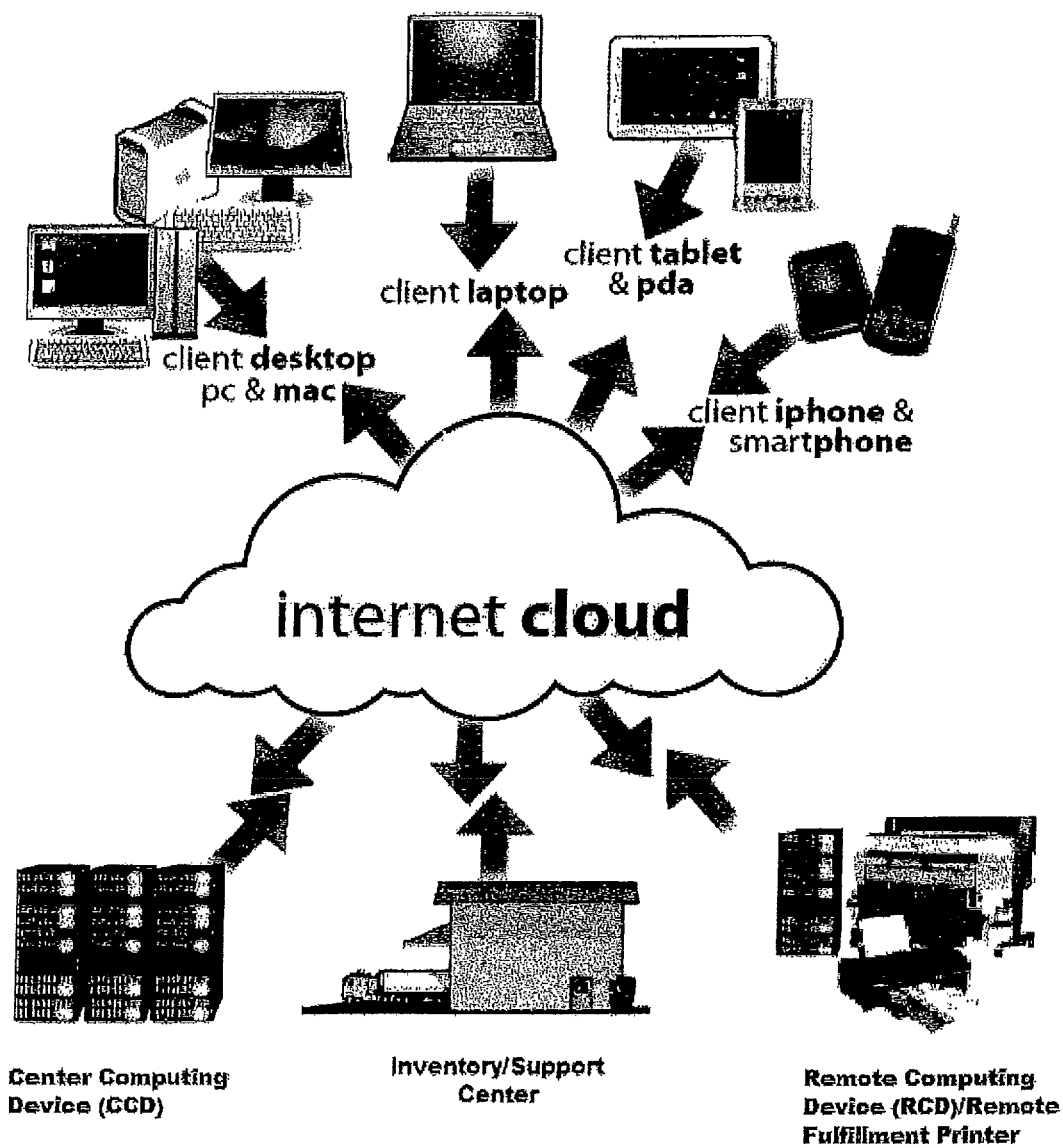 client laptop
client tablet
& pda
client desktop
pc & mac
client iphone &
smartphone
internet cloud
Center Computing
Device (CCD)
Inventory/Support
Center
Remote Computing
Device (RCD)/Remote
Fulfillment Printer